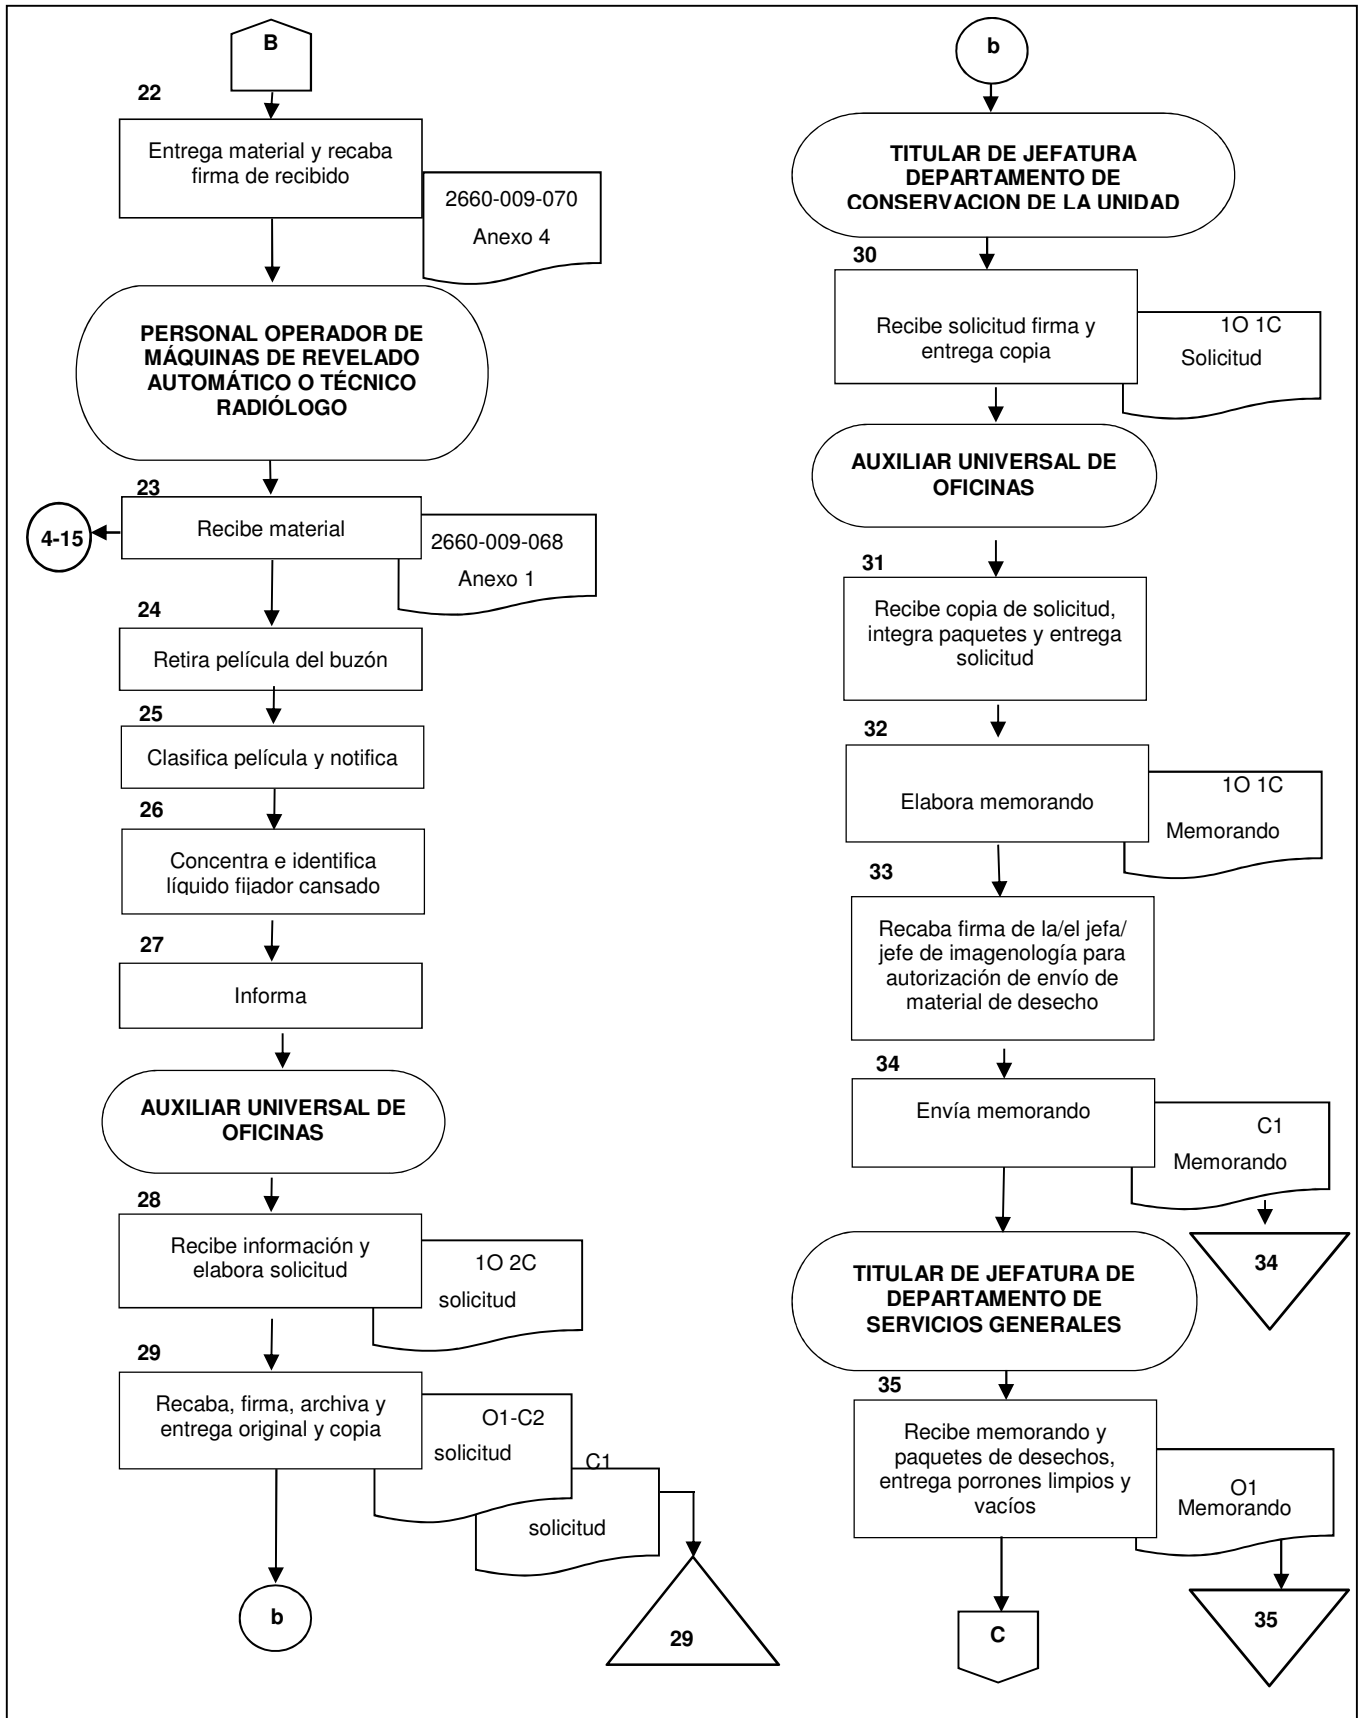 B
22
Entrega material y recaba
firma de recibido
2660-009-070
Anexo 4
PERSONAL OPERADOR DE
MÁQUINAS DE REVELADO
AUTOMÁTICO O TÉCNICO
RADIÓLOGO
23
4-15
Recibe material
2660-009-068
Anexo 1
24
Retira película del buzón
25
Clasifica película y notifica
26
Concentra e identifica
líquido fijador cansado
27
Informa
AUXILIAR UNIVERSAL DE
OFICINAS
28
Recibe información y
elabora solicitud
1O 2C
solicitud
29
Recaba, firma, archiva y
entrega original y copia
O1-C2
solicitud
C1
solicitud
29
b
b
TITULAR DE JEFATURA
DEPARTAMENTO DE
CONSERVACION DE LA UNIDAD
30
Recibe solicitud firma y
entrega copia
1O 1C
Solicitud
AUXILIAR UNIVERSAL DE
OFICINAS
31
Recibe copia de solicitud,
integra paquetes y entrega
solicitud
32
Elabora memorando
1O 1C
Memorando
33
Recaba firma de la/el jefa/
jefe de imagenología para
autorización de envío de
material de desecho
34
Envía memorando
C1
Memorando
34
TITULAR DE JEFATURA DE
DEPARTAMENTO DE
SERVICIOS GENERALES
35
Recibe memorando y
paquetes de desechos,
entrega porrones limpios y
vacíos
O1
Memorando
35
C